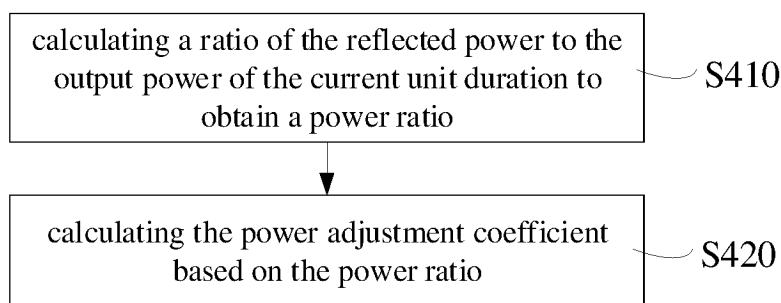 calculating a ratio of the reflected power to the
output power of the current unit duration to
obtain a power ratio
S410
calculating the power adjustment coefficient
based on the power ratio
S420